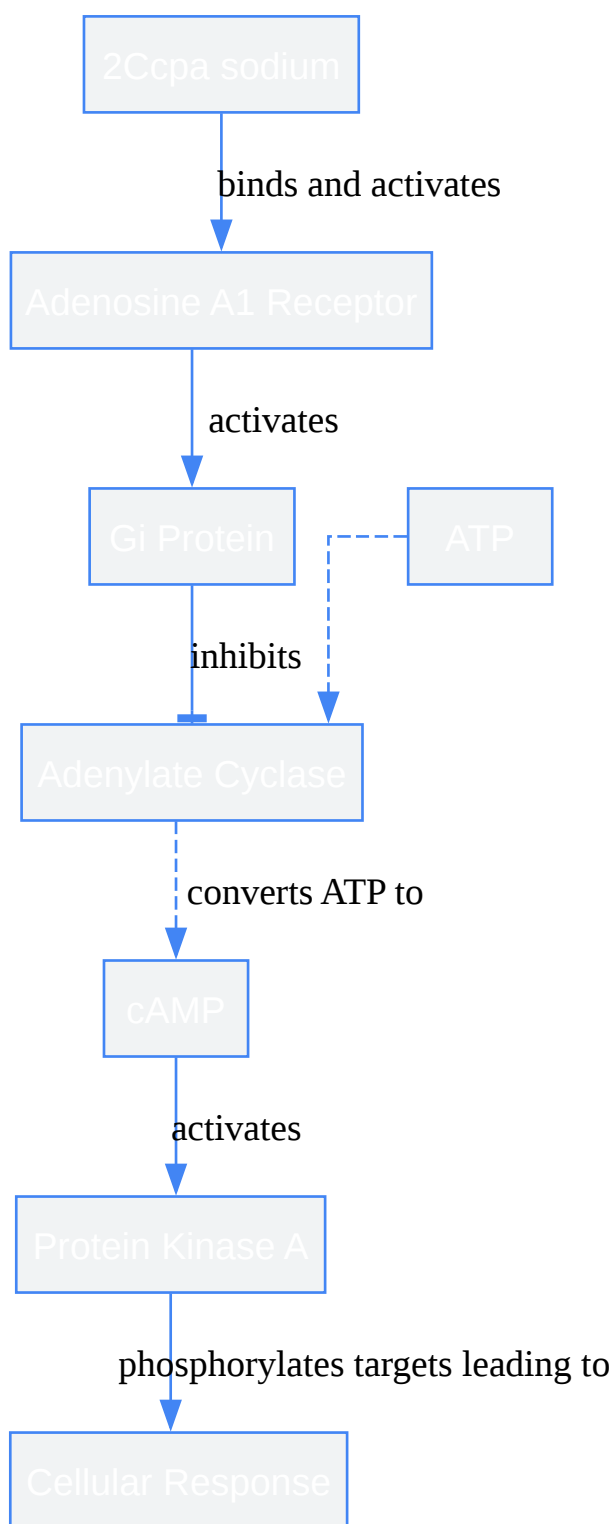 2Ccpa sodium
binds and activates
Adenosine A1 Receptor
activates
Gi Protein
ATP
inhibits
Adenylate Cyclase
converts ATP to
cAMP
activates
Protein Kinase A
phosphorylates targets leading to
Cellular Response